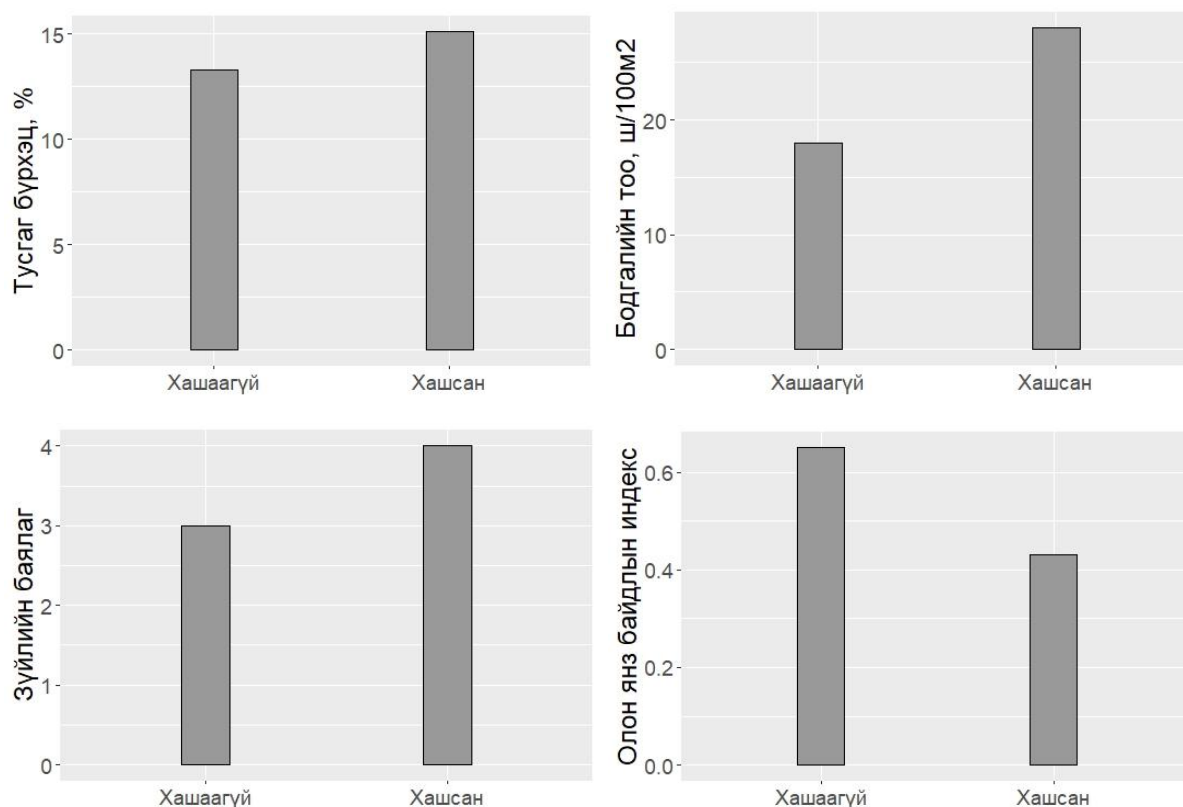 Тусгаг бүрхэц, %
15
10
5
0
Хашаагүй
Хашсан
Бодгалийн тоо, ш/100м2
20
10
0
Хашаагүй
Хашсан
Зүйлийн баялаг
4
3
2
1
0
Хашаагүй
Хашсан
Олон янз байдлын индекс
0.6
0.4
0.2
0.0
Хашаагүй
Хашсан